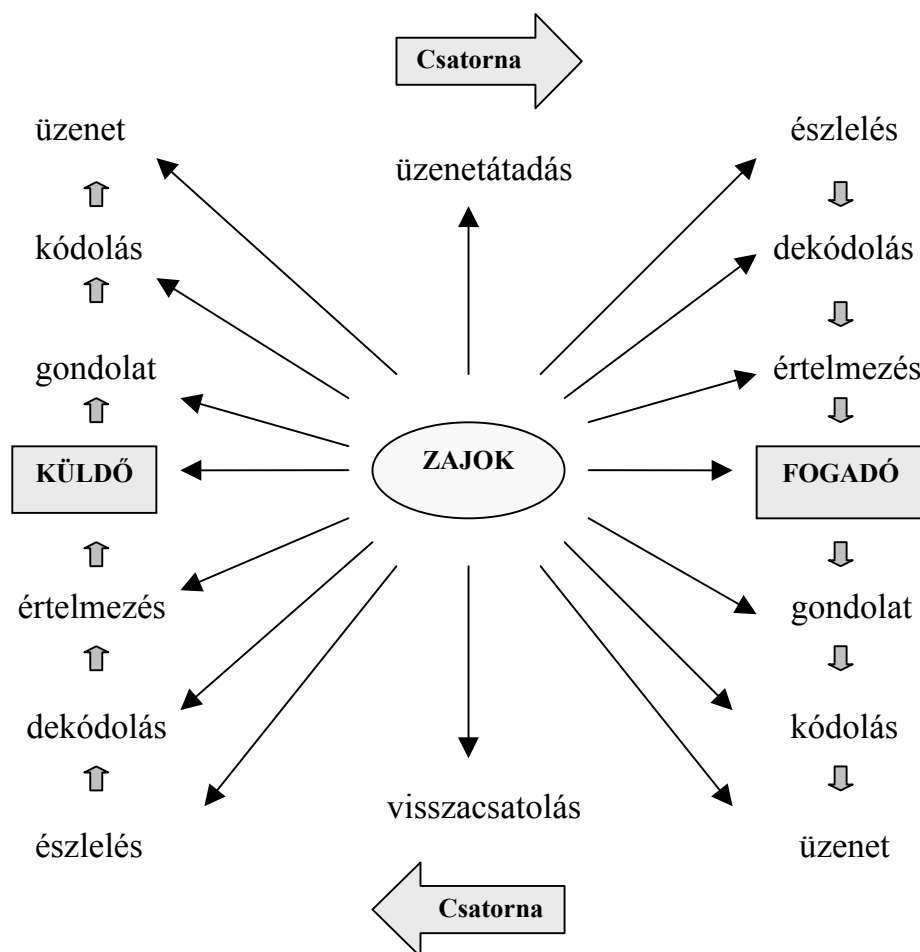 Csatorna
üzenet
észlelés
üzenetátadás
kódolás
dekódolás
gondolat
értelmezés
KÜLDŐ
ZAJOK
FOGADÓ
értelmezés
gondolat
dekódolás
kódolás
visszacsatolás
észlelés
üzenet
Csatorna